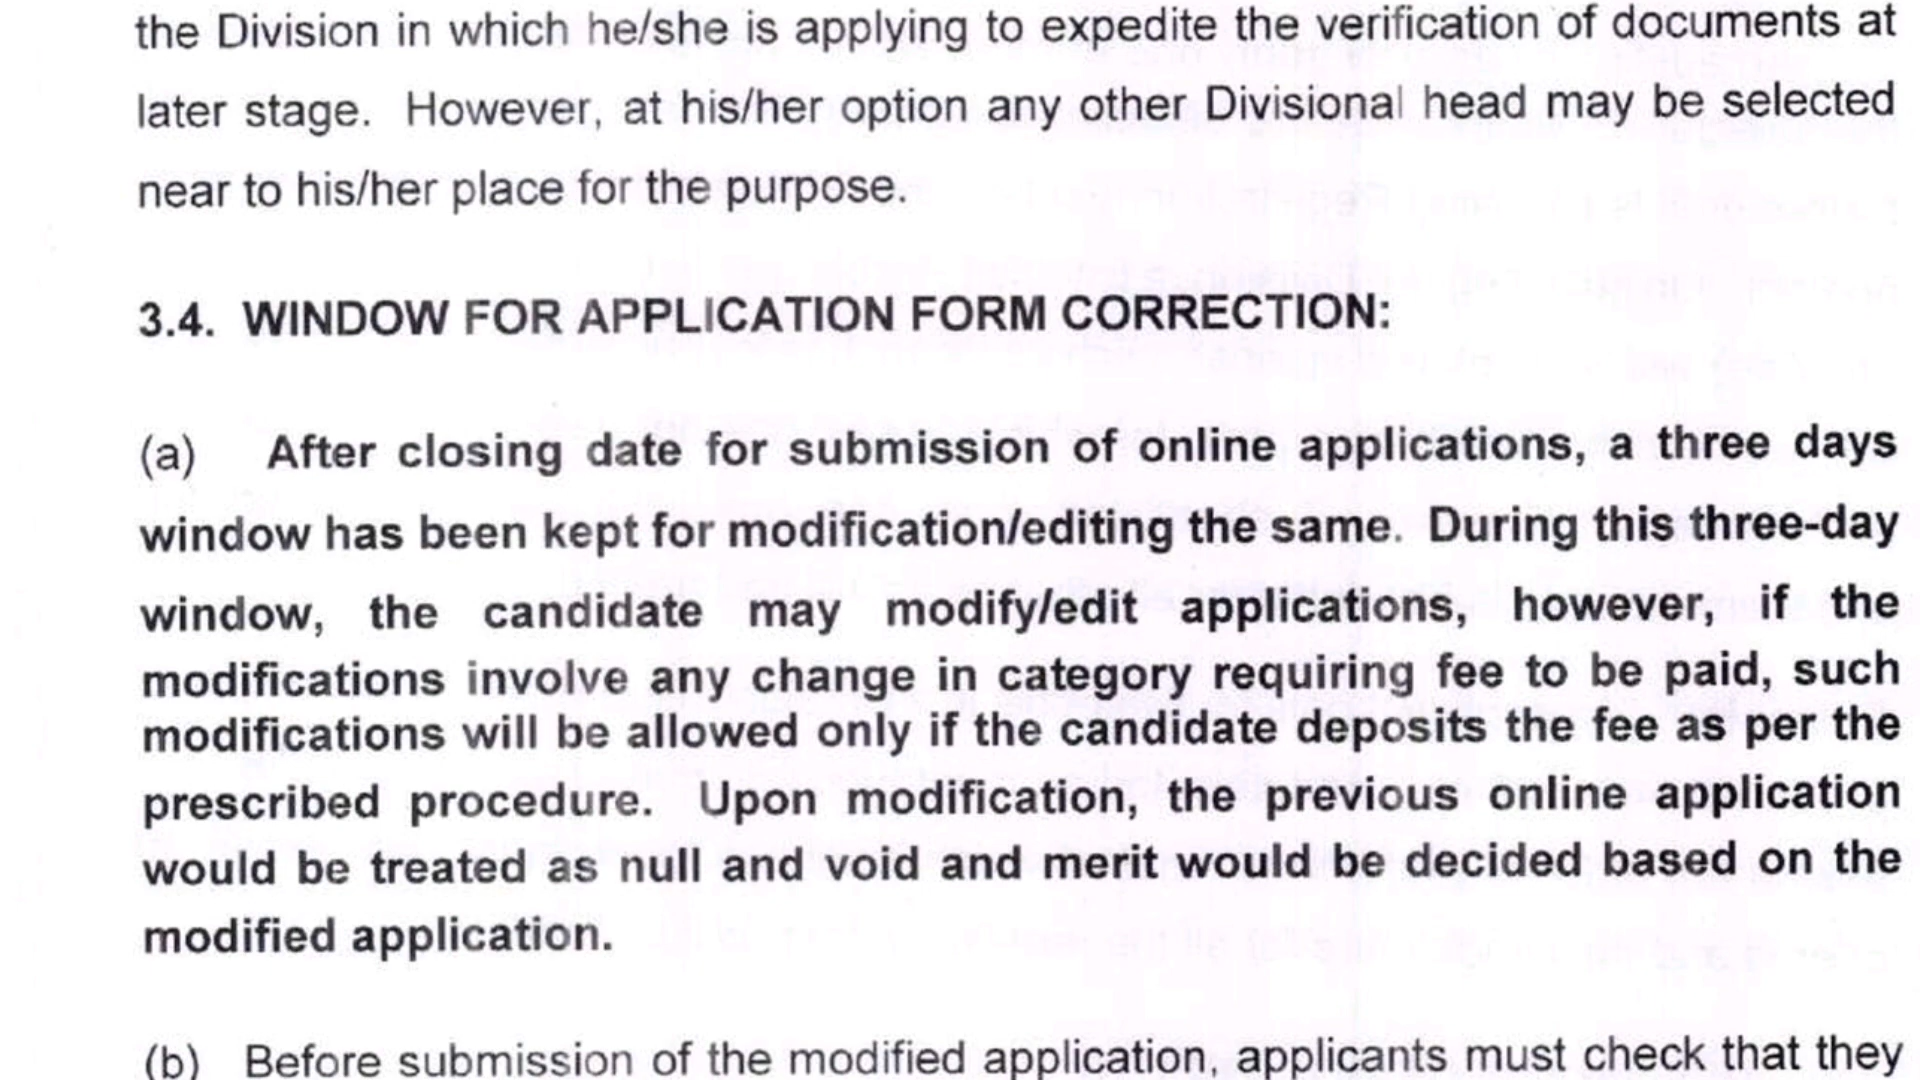 the Division in which he/she is applying to expedite the verification of documents at
later stage. However, at his/her option any other Divisional head may be selected
near to his/her place for the purpose.
3.4. WINDOW FOR APPLICATION FORM CORRECTION:
(a) After closing date for submission of online applications, a three days
window has been kept for modification/editing the same. During this three-day
window, the candidate may modify/edit applications, however, if the
modifications involve any change in category requiring fee to be paid, such
modifications will be allowed only if the candidate deposits the fee as per the
prescribed procedure. Upon modification, the previous online application
would be treated as null and void and merit would be decided based on the
modified application.
(b) Before submission of the modified application, applicants must check that they